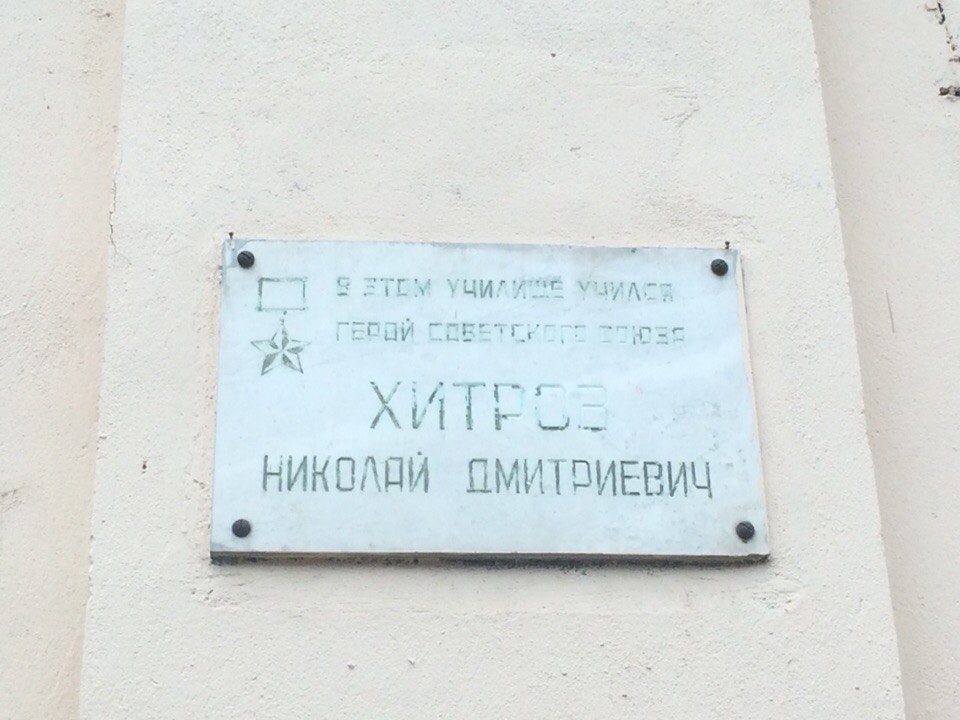 В ЭТОМ УЧИЛИЩЕ УЧИЛСЯ
ГЕРОЙ СОВЕТСКОГО СОЮЗА
ХИТРОВ
НИКОЛАЙ ДМИТРИЕВИЧ